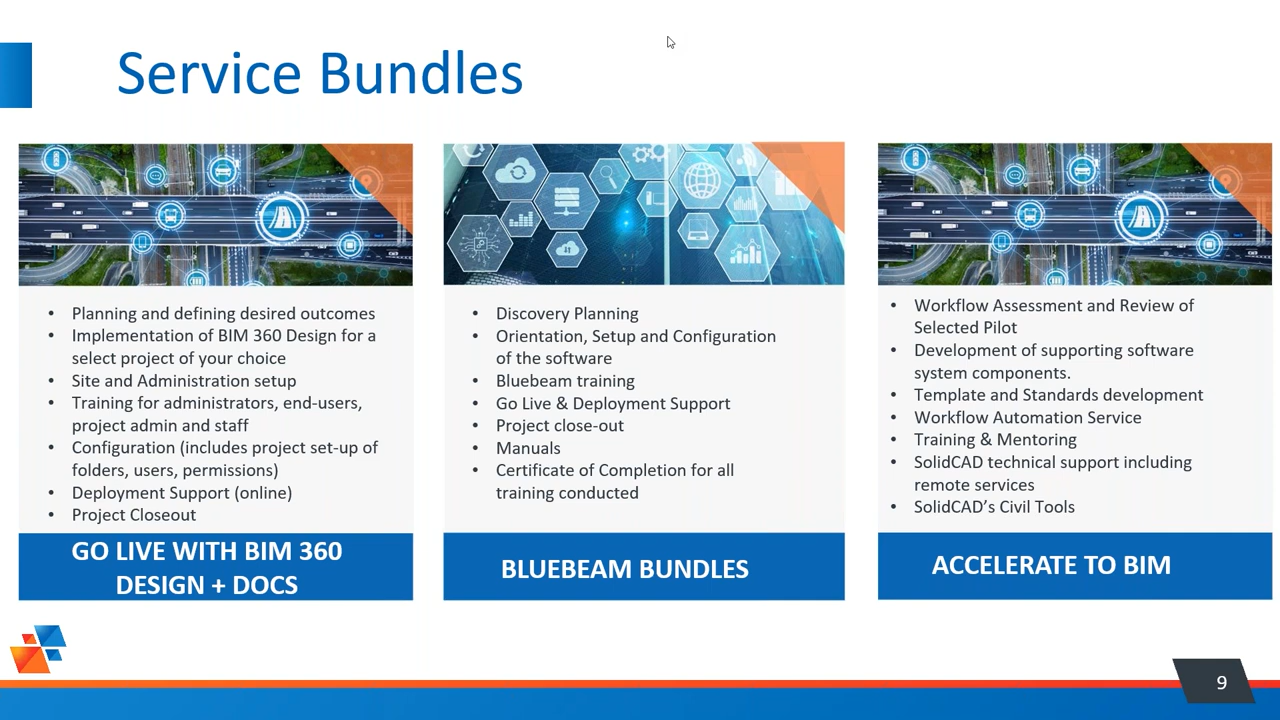 Service Bundles
• Planning and defining desired outcomes
• Implementation of BIM 360 Design for a
select project of your choice
• Site and Administration setup
• Training for administrators, end-users,
project admin and staff
• Configuration (includes project set-up of
folders, users, permissions)
• Deployment Support (online)
• Project Closeout
GO LIVE WITH BIM 360
DESIGN + DOCS
• Discovery Planning
• Orientation, Setup and Configuration
of the software
• Bluebeam training
• Go Live & Deployment Support
• Project close-out
• Manuals
• Certificate of Completion for all
training conducted
BLUEBEAM BUNDLES
• Workflow Assessment and Review of
Selected Pilot
• Development of supporting software
system components.
• Template and Standards development
• Workflow Automation Service
• Training & Mentoring
• SolidCAD technical support including
remote services
• SolidCAD’s Civil Tools
ACCELERATE TO BIM
9